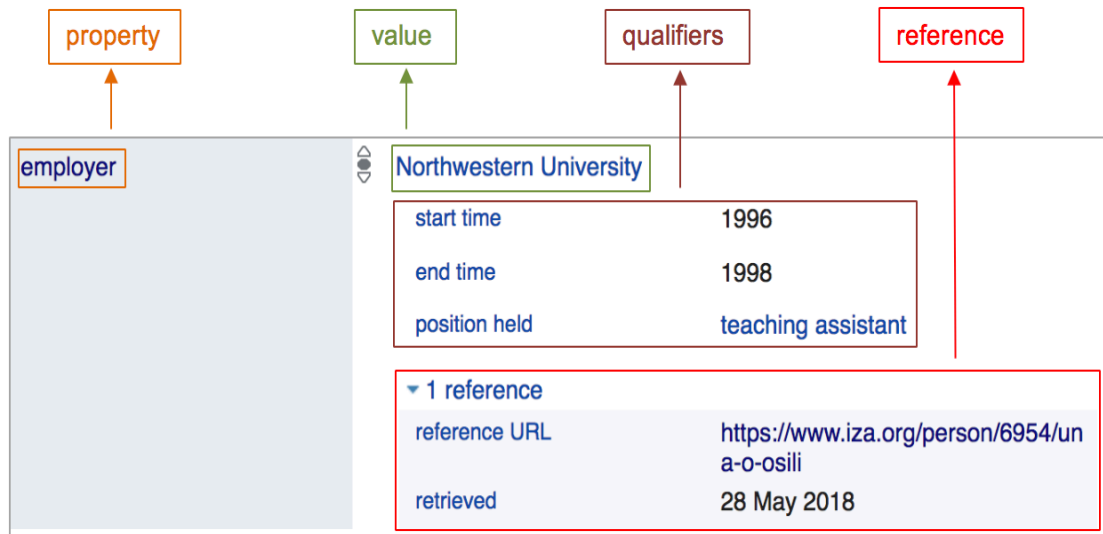 property value qualifiers reference
employer Northwestern University
start time 1996
end time 1998
position held teaching assistant
1 reference
reference URL https://www.iza.org/person/6954/un
a-o-osili
retrieved 28 May 2018